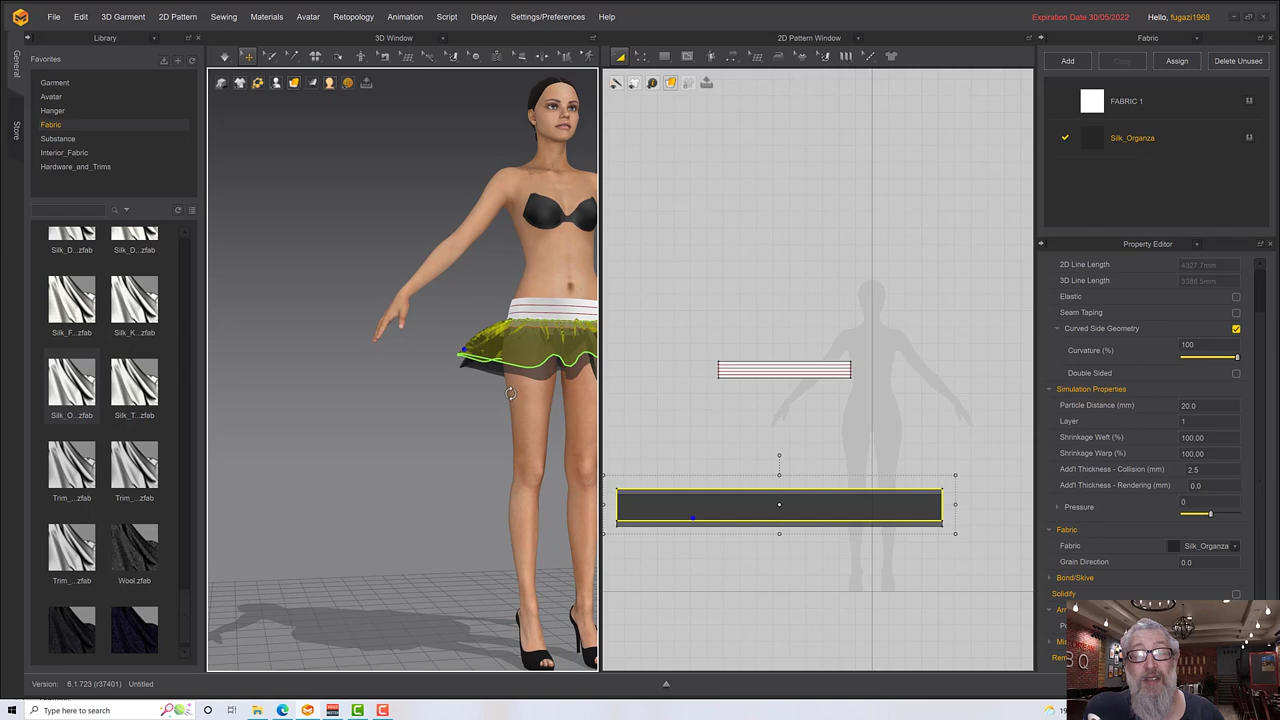 File Edit 3D Garment 2D Pattern Sewing Materials Avatar Retopology Animation Script Display Settings/Preferences Help
Expiration Date 30/05/2022 Hello, fugazi1968
General
Store
Library
Favorites
Garment
Avatar
Hanger
Fabric
Substance
Interior_Fabric
Hardware_and_Trims
Silk_D...zfab Silk_D...zfab
Silk_F...zfab Silk_K...zfab
Silk_O...zfab Silk_T...zfab
Trim_...zfab Trim_...zfab
Trim_...zfab Wool.zfab
3D Window
2D Pattern Window
Fabric
Add Copy Assign Delete Unused
FABRIC 1
Silk_Organza
Property Editor
2D Line Length 4327.7mm
3D Line Length 3386.5mm
Elastic
Seam Taping
Curved Side Geometry
Curvature (%) 100
Double Sided
Simulation Properties
Particle Distance (mm) 20.0
Layer 1
Shrinkage Weft (%) 100.00
Shrinkage Warp (%) 100.00
Add'l Thickness - Collision (mm) 2.5
Add'l Thickness - Rendering (mm) 0.0
Pressure 0
Fabric
Fabric Silk_Organza
Grain Direction 0.0
Bond/Skive
Solidify
Version: 6.1.723 (r37401) Untitled
Type here to search